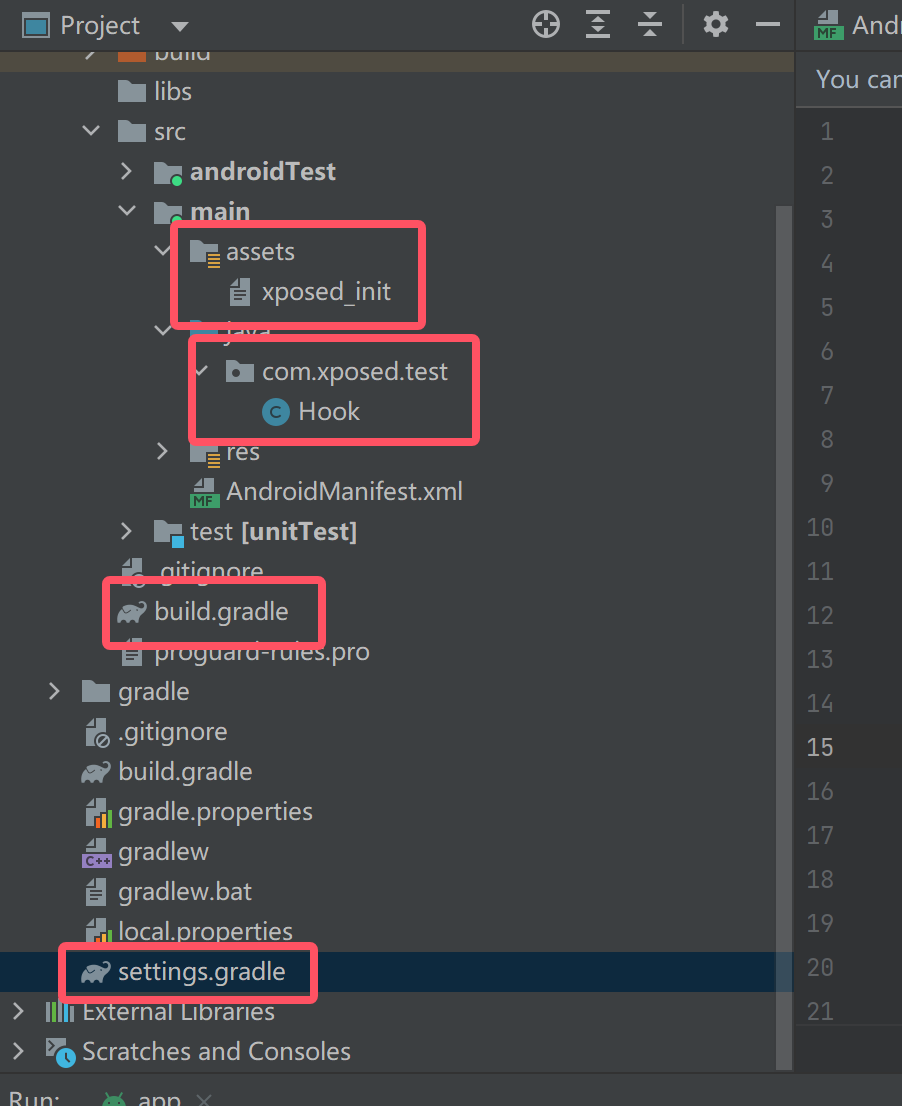 Project
MF Andr
build
libs
You can
src
androidTest
main
assets
xposed_init
java
com.xposed.test
C Hook
res
MF AndroidManifest.xml
test [unitTest]
.gitignore
build.gradle
proguard-rules.pro
gradle
.gitignore
build.gradle
gradle.properties
C++ gradlew
gradlew.bat
local.properties
settings.gradle
External Libraries
Scratches and Consoles
Run: app
1
2
3
4
5
6
7
8
9
10
11
12
13
14
15
16
17
18
19
20
21